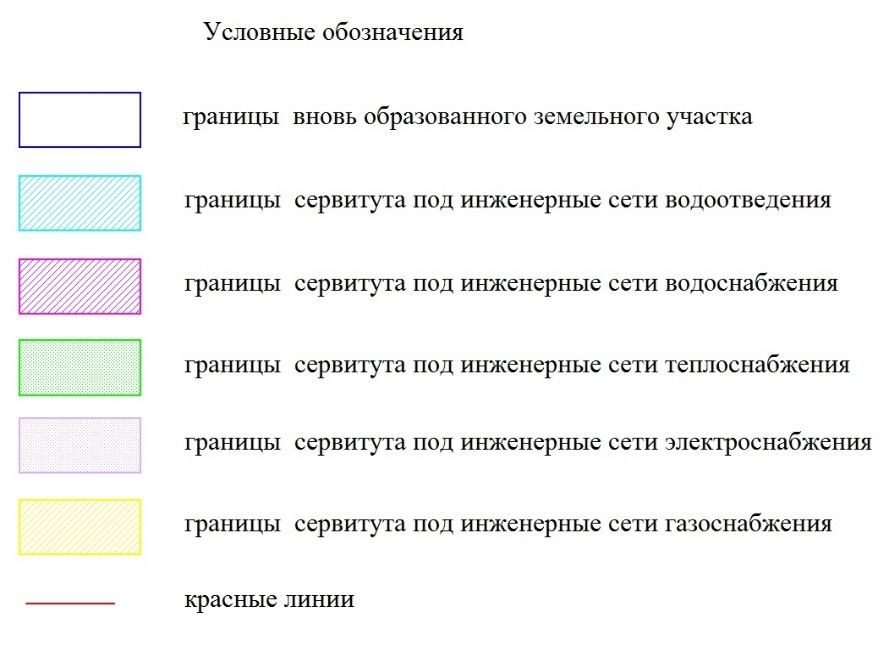 Условные обозначения
границы вновь образованного земельного участка
границы сервитута под инженерные сети водоотведения
границы сервитута под инженерные сети водоснабжения
границы сервитута под инженерные сети теплоснабжения
границы сервитута под инженерные сети электроснабжения
границы сервитута под инженерные сети газоснабжения
красные линии